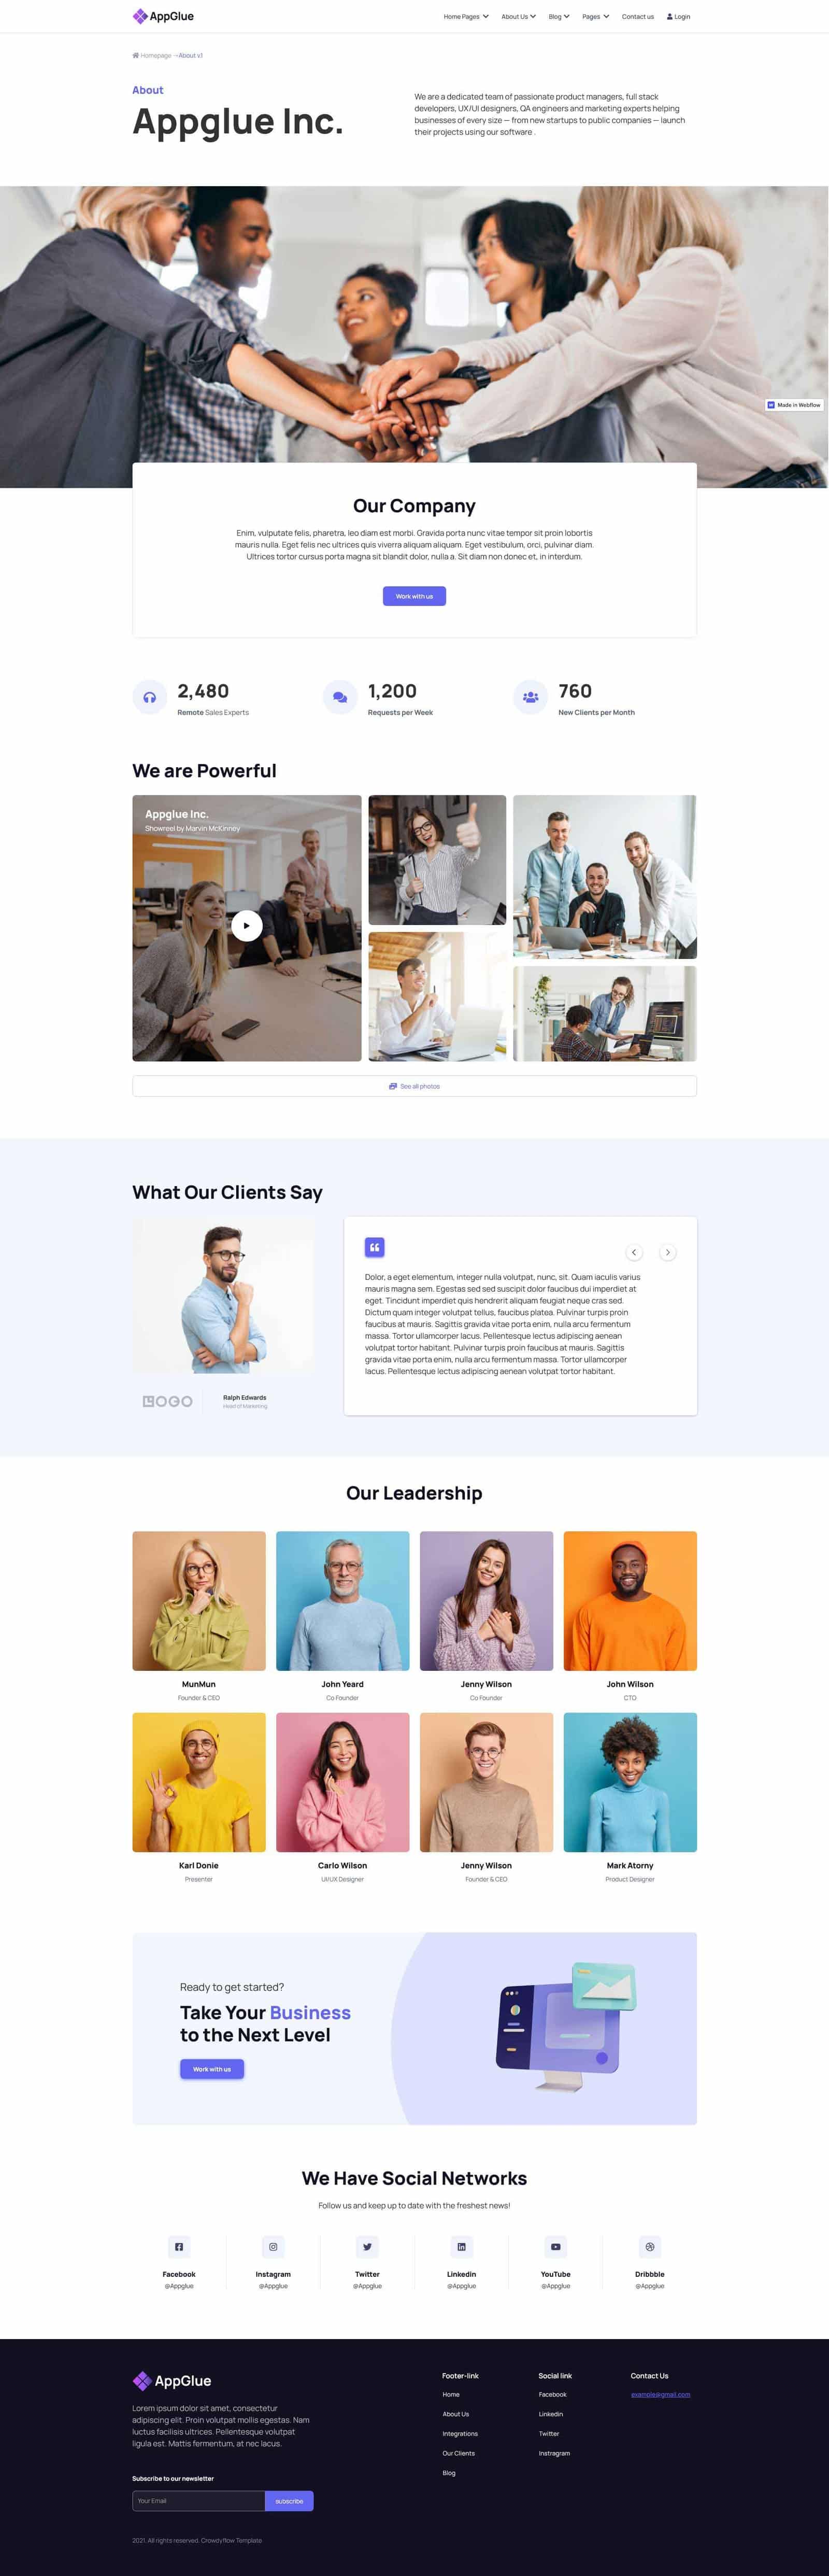 AppGlue
Home Pages
About Us
Blog
Pages
Contact us
Login
Homepage →About v.1
About
Appglue Inc.
We are a dedicated team of passionate product managers, full stack
developers, UX/UI designers, QA engineers and marketing experts helping
businesses of every size — from new startups to public companies — launch
their projects using our software .
Made in Webflow
Our Company
Enim, vulputate felis, pharetra, leo diam est morbi. Gravida porta nunc vitae tempor sit proin lobortis
mauris nulla. Eget felis nec ultrices quis viverra aliquam aliquam. Eget vestibulum, orci, pulvinar diam.
Ultrices tortor cursus porta magna sit blandit dolor, nulla a. Sit diam non donec et, in interdum.
Work with us
2,480
Remote Sales Experts
1,200
Requests per Week
760
New Clients per Month
We are Powerful
Appglue Inc.
Showreel by Marvin McKinney
See all photos
What Our Clients Say
Dolor, a eget elementum, integer nulla volutpat, nunc, sit. Quam iaculis varius
mauris magna sem. Egestas sed sed suscipit dolor faucibus dui imperdiet at
eget. Tincidunt imperdiet quis hendrerit aliquam feugiat neque cras sed.
Dictum quam integer volutpat tellus, faucibus platea. Pulvinar turpis proin
faucibus at mauris. Sagittis gravida vitae porta enim, nulla arcu fermentum
massa. Tortor ullamcorper lacus. Pellentesque lectus adipiscing aenean
volutpat tortor habitant. Pulvinar turpis proin faucibus at mauris. Sagittis
gravida vitae porta enim, nulla arcu fermentum massa. Tortor ullamcorper
lacus. Pellentesque lectus adipiscing aenean volutpat tortor habitant.
LOGO
Ralph Edwards
Head of Marketing
Our Leadership
MunMun
Founder & CEO
John Yeard
Co Founder
Jenny Wilson
Co Founder
John Wilson
CTO
Karl Donie
Presenter
Carlo Wilson
UI/UX Designer
Jenny Wilson
Founder & CEO
Mark Atorny
Product Designer
Ready to get started?
Take Your Business
to the Next Level
Work with us
We Have Social Networks
Follow us and keep up to date with the freshest news!
Facebook
@Appglue
Instagram
@Appglue
Twitter
@Appglue
Linkedin
@Appglue
YouTube
@Appglue
Dribbble
@Appglue
AppGlue
Lorem ipsum dolor sit amet, consectetur
adipiscing elit. Proin volutpat mollis egestas. Nam
luctus facilisis ultrices. Pellentesque volutpat
ligula est. Mattis fermentum, at nec lacus.
Subscribe to our newsletter
Your Email
subscribe
2021. All rights reserved. Crowdyflow Template
Footer-link
Home
About Us
Integrations
Our Clients
Blog
Social link
Facebook
Linkedin
Twitter
Instragram
Contact Us
example@gmail.com